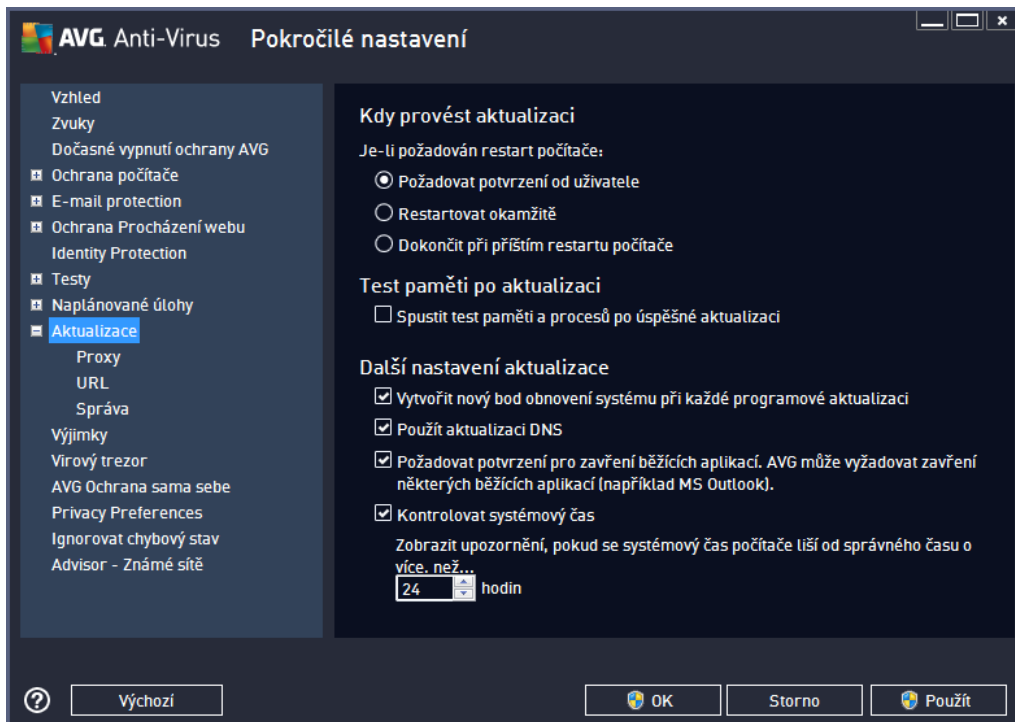 AVG. Anti-Virus Pokročilé nastavení
Vzhled
Zvuky
Dočasné vypnutí ochrany AVG
Ochrana počítače
E-mail protection
Ochrana Procházení webu
Identity Protection
Testy
Naplánované úlohy
Aktualizace
Proxy
URL
Správa
Výjimky
Virový trezor
AVG Ochrana sama sebe
Privacy Preferences
Ignorovat chybový stav
Advisor - Známé sítě
Kdy provést aktualizaci
Je-li požadován restart počítače:
Požadovat potvrzení od uživatele
Restartovat okamžitě
Dokončit při příštím restartu počítače
Test paměti po aktualizaci
Spustit test paměti a procesů po úspěšné aktualizaci
Další nastavení aktualizace
Vytvořit nový bod obnovení systému při každé programové aktualizaci
Použít aktualizaci DNS
Požadovat potvrzení pro zavření běžících aplikací. AVG může vyžadovat zavření
některých běžících aplikací (například MS Outlook).
Kontrolovat systémový čas
Zobrazit upozornění, pokud se systémový čas počítače liší od správného času o
více. než...
24 hodin
Výchozí
OK
Storno
Použít